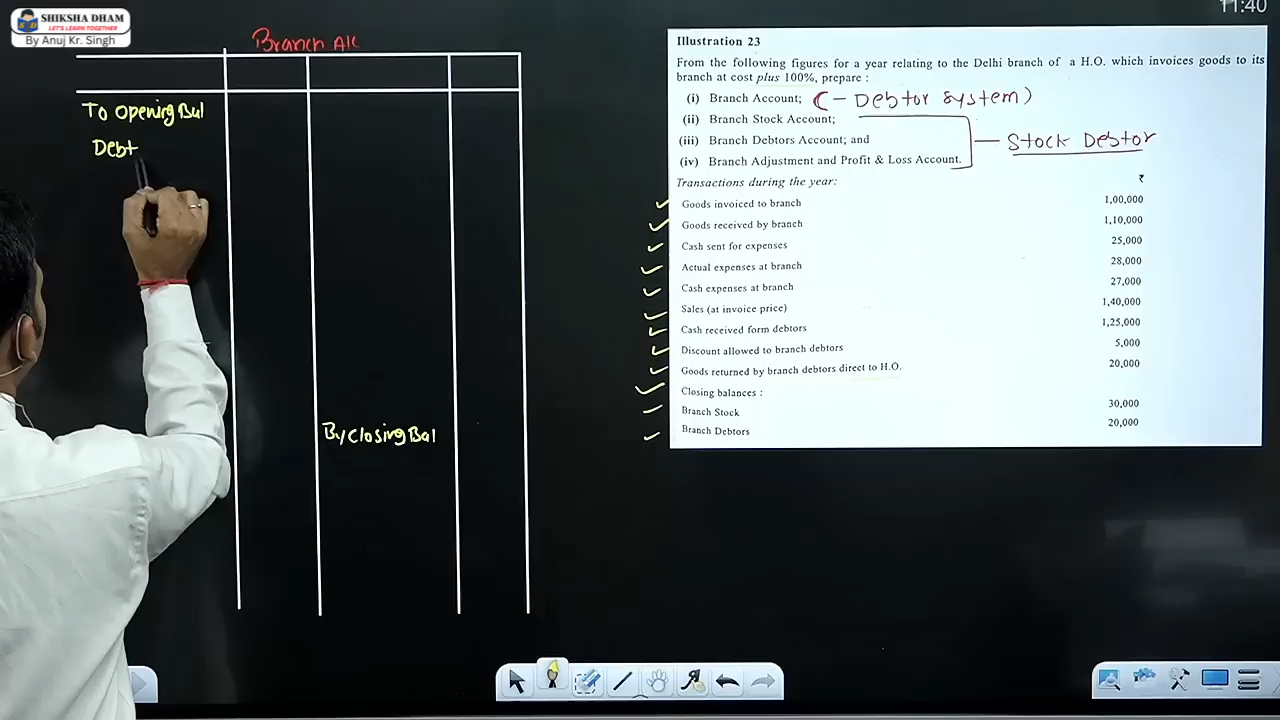 SHIKSHA DHAM
LET'S LEARN TOGETHER
By Anuj Kr. Singh
11:40
Branch A/c
To Opening Bal
Debt
By Closing Bal
Illustration 23
From the following figures for a year relating to the Delhi branch of a H.O. which invoices goods to its
branch at cost plus 100%, prepare :
(i) Branch Account; (- Debtor System)
(ii) Branch Stock Account;
(iii) Branch Debtors Account; and
Stock Debtor
(iv) Branch Adjustment and Profit & Loss Account.
Transactions during the year: ₹
Goods invoiced to branch 1,00,000
Goods received by branch 1,10,000
Cash sent for expenses 25,000
Actual expenses at branch 28,000
Cash expenses at branch 27,000
Sales (at invoice price) 1,40,000
Cash received form debtors 1,25,000
Discount allowed to branch debtors 5,000
Goods returned by branch debtors direct to H.O. 20,000
Closing balances :
Branch Stock 30,000
Branch Debtors 20,000